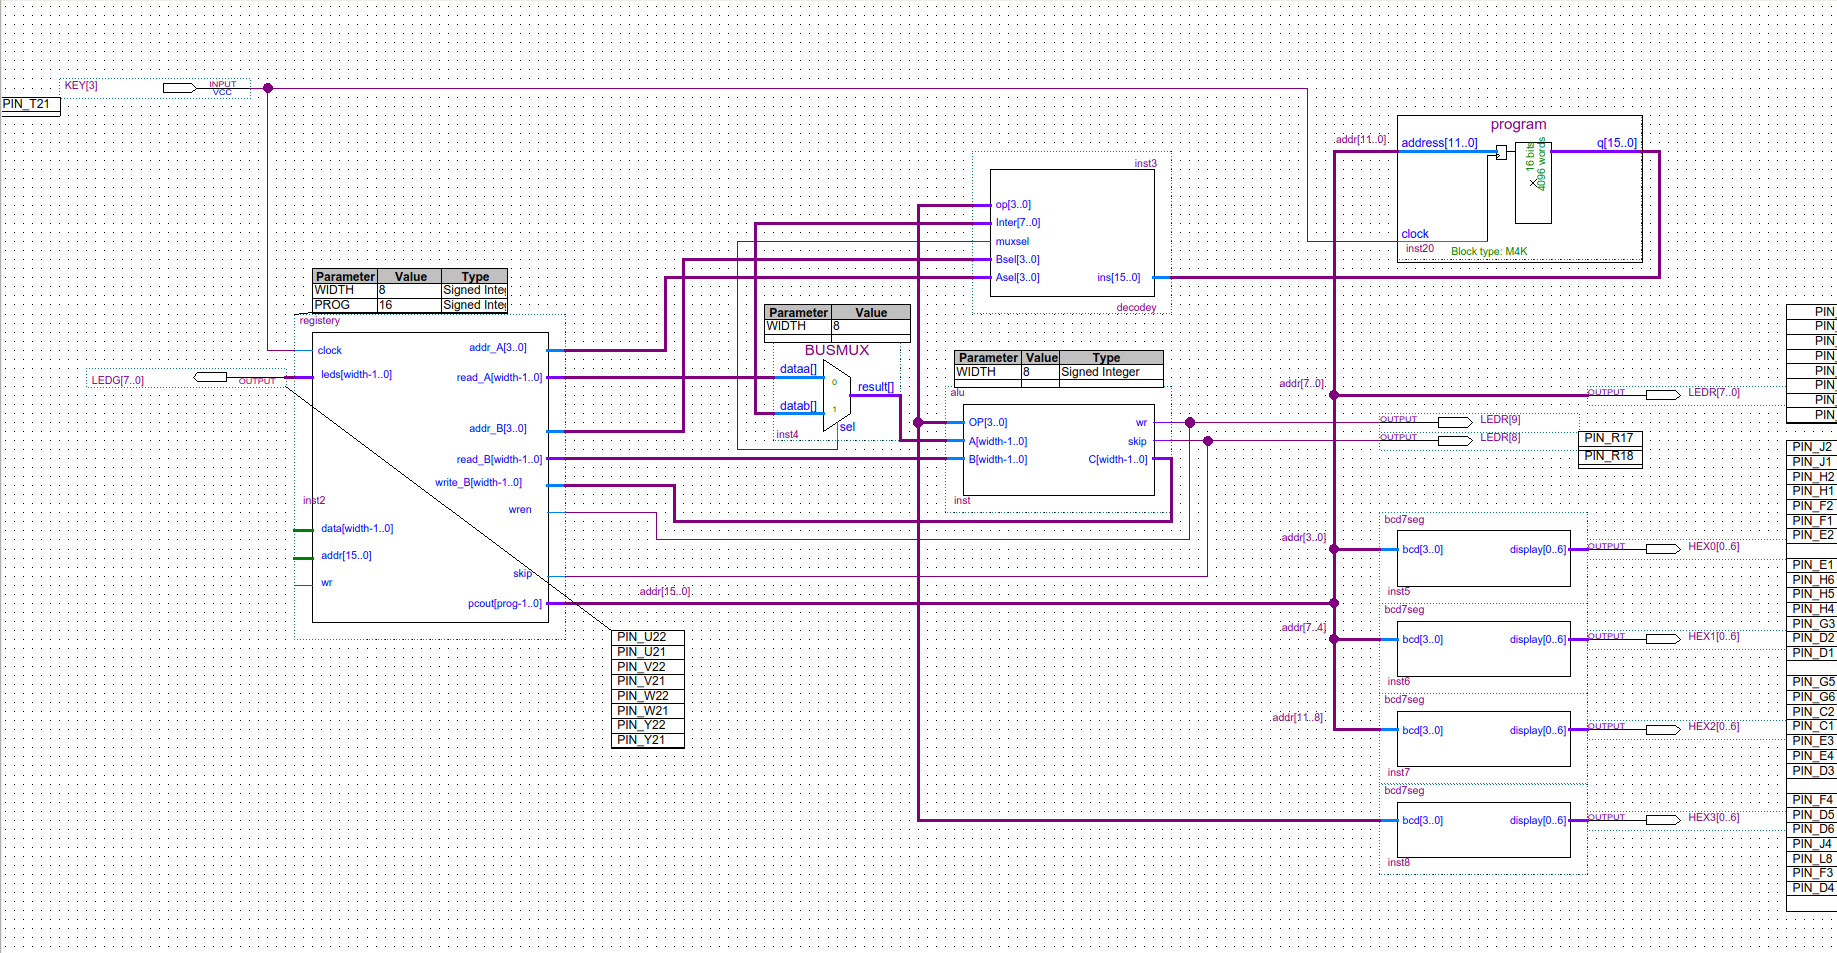 KEY[3]
INPUT
VCC
PIN_T21
program
addr[11..0]
address[11..0]
q[15..0]
16 bits
4096 words
clock
inst20
Block type: M4K
inst3
op[3..0]
Inter[7..0]
muxsel
Bsel[3..0]
Asel[3..0]
ins[15..0]
decodey
Parameter Value Type
WIDTH 8 Signed Integ
PROG 16 Signed Integ
registery
clock
leds[width-1..0]
addr_A[3..0]
read_A[width-1..0]
addr_B[3..0]
read_B[width-1..0]
write_B[width-1..0]
wren
inst2
data[width-1..0]
addr[15..0]
wr
skip
pcout[prog-1..0]
LEDG[7..0]
OUTPUT
PIN_U22
PIN_U21
PIN_V22
PIN_V21
PIN_W22
PIN_W21
PIN_Y22
PIN_Y21
addr[15..0]
Parameter Value
WIDTH 8
BUSMUX
dataa[]
0
result[]
datab[]
1
sel
inst4
Parameter Value Type
WIDTH 8 Signed Integer
alu
OP[3..0]
wr
A[width-1..0]
skip
B[width-1..0]
C[width-1..0]
inst
addr[7..0]
OUTPUT
LEDR[7..0]
OUTPUT
LEDR[9]
OUTPUT
LEDR[8]
PIN_R17
PIN_R18
bcd7seg
addr[3..0]
bcd[3..0]
display[0..6]
OUTPUT
HEX0[0..6]
inst5
bcd7seg
addr[7..4]
bcd[3..0]
display[0..6]
OUTPUT
HEX1[0..6]
inst6
bcd7seg
addr[11..8]
bcd[3..0]
display[0..6]
OUTPUT
HEX2[0..6]
inst7
bcd7seg
bcd[3..0]
display[0..6]
OUTPUT
HEX3[0..6]
inst8
PIN_
PIN_
PIN_
PIN_
PIN_
PIN_
PIN_
PIN_
PIN_J2
PIN_J1
PIN_H2
PIN_H1
PIN_F2
PIN_F1
PIN_E2
PIN_E1
PIN_H6
PIN_H5
PIN_H4
PIN_G3
PIN_D2
PIN_D1
PIN_G5
PIN_G6
PIN_C2
PIN_C1
PIN_E3
PIN_E4
PIN_D3
PIN_F4
PIN_D5
PIN_D6
PIN_J4
PIN_L8
PIN_F3
PIN_D4